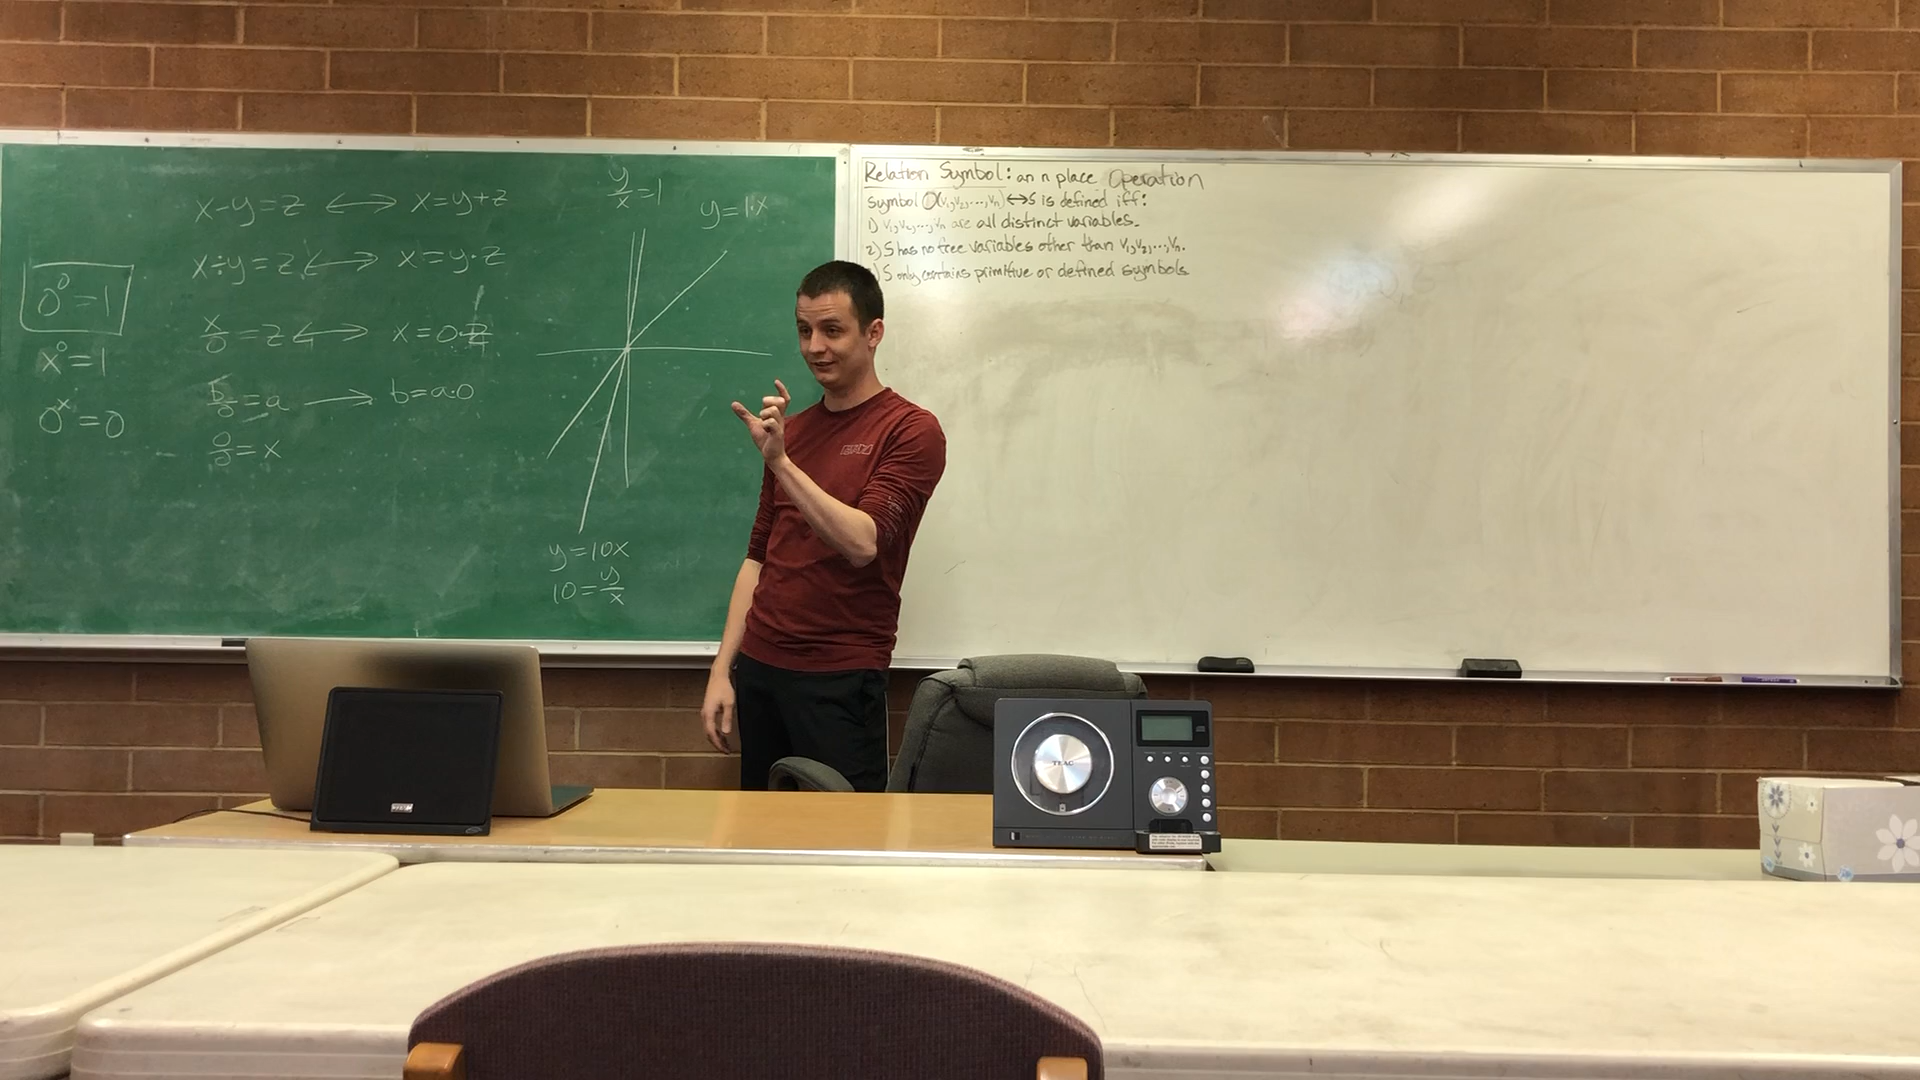 0⁰=1
x⁰=1
0ˣ=0
x-y=z ⟷ x=y+z
x÷y=z ⟷ x=y·z
x/0=z ⟷ x=0·z
b/0=a ⟶ b=a·0
0/0=x
y/x=1
y=1·x
y=10x
10=y/x
Relation Symbol: an n place Operation
Symbol O(v₁,v₂,...,vₙ)↔S is defined iff:
1) v₁,v₂,...,vₙ are all distinct variables.
2) S has no free variables other than v₁,v₂,...,vₙ.
) S only contains primitive or defined symbols
TEAC